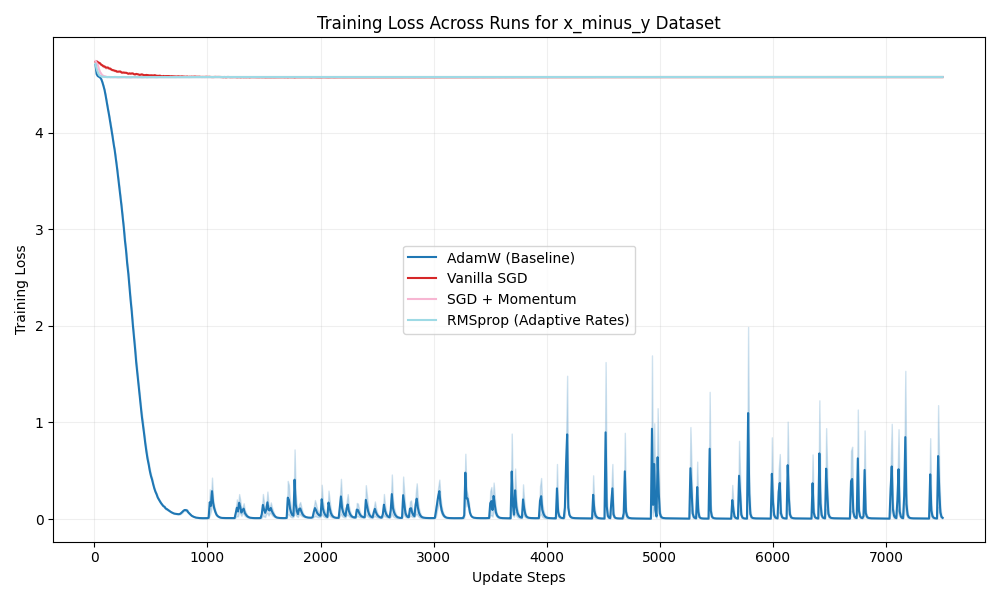 Training Loss Across Runs for x_minus_y Dataset
Training Loss
4
3
2
1
0
AdamW (Baseline)
Vanilla SGD
SGD + Momentum
RMSprop (Adaptive Rates)
0 1000 2000 3000 4000 5000 6000 7000
Update Steps